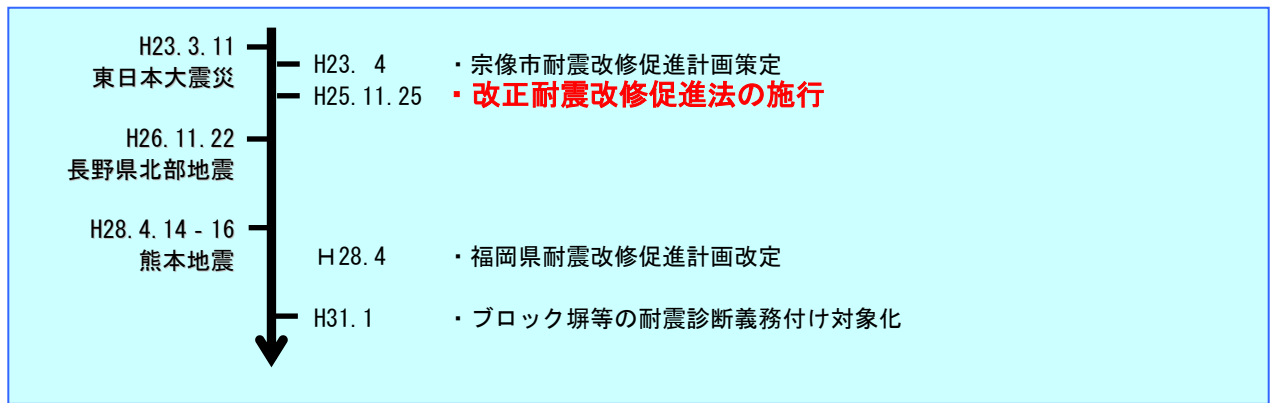 H23.3.11
東日本大震災
H23. 4 ・宗像市耐震改修促進計画策定
H25.11.25 ・改正耐震改修促進法の施行
H26.11.22
長野県北部地震
H28.4.14 - 16
熊本地震
H28.4 ・福岡県耐震改修促進計画改定
H31.1 ・ブロック塀等の耐震診断義務付け対象化